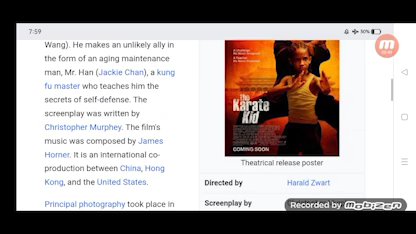 7:59
50%
Wang). He makes an unlikely ally in
the form of an aging maintenance
man, Mr. Han (Jackie Chan), a kung
fu master who teaches him the
secrets of self-defense. The
screenplay was written by
Christopher Murphey. The film's
music was composed by James
Horner. It is an international co-
production between China, Hong
Kong, and the United States.
Principal photography took place in
The
Karate
Kid
COMING SOON
Theatrical release poster
Directed by Harald Zwart
Screenplay by
Recorded by mobizen